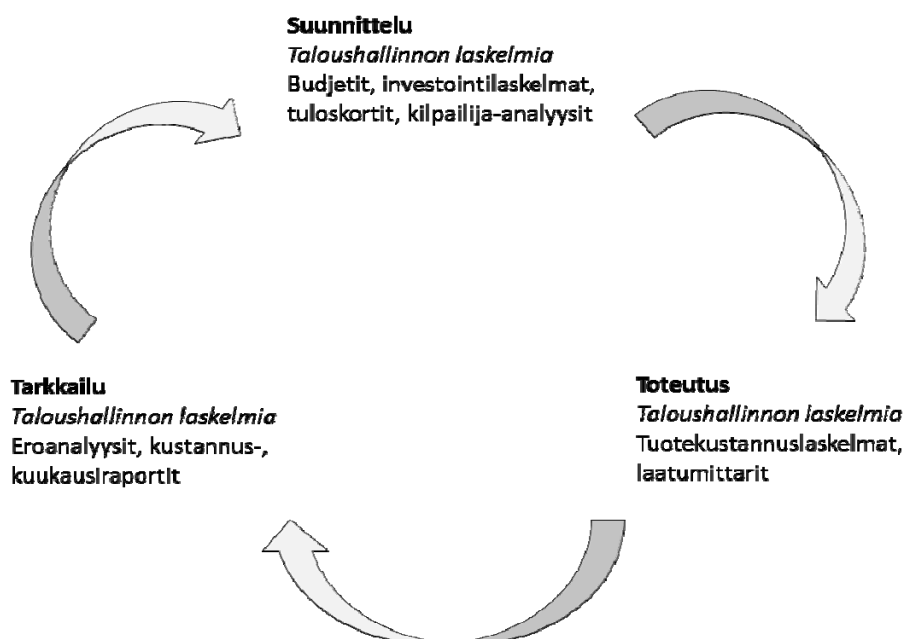 Suunnittelu
Taloushallinnon laskelmia
Budjetit, investointilaskelmat,
tuloskortit, kilpailija-analyysit
Tarkkailu
Taloushallinnon laskelmia
Eroanalyysit, kustannus-,
kuukausiraportit
Toteutus
Taloushallinnon laskelmia
Tuotekustannuslaskelmat,
laatumittarit